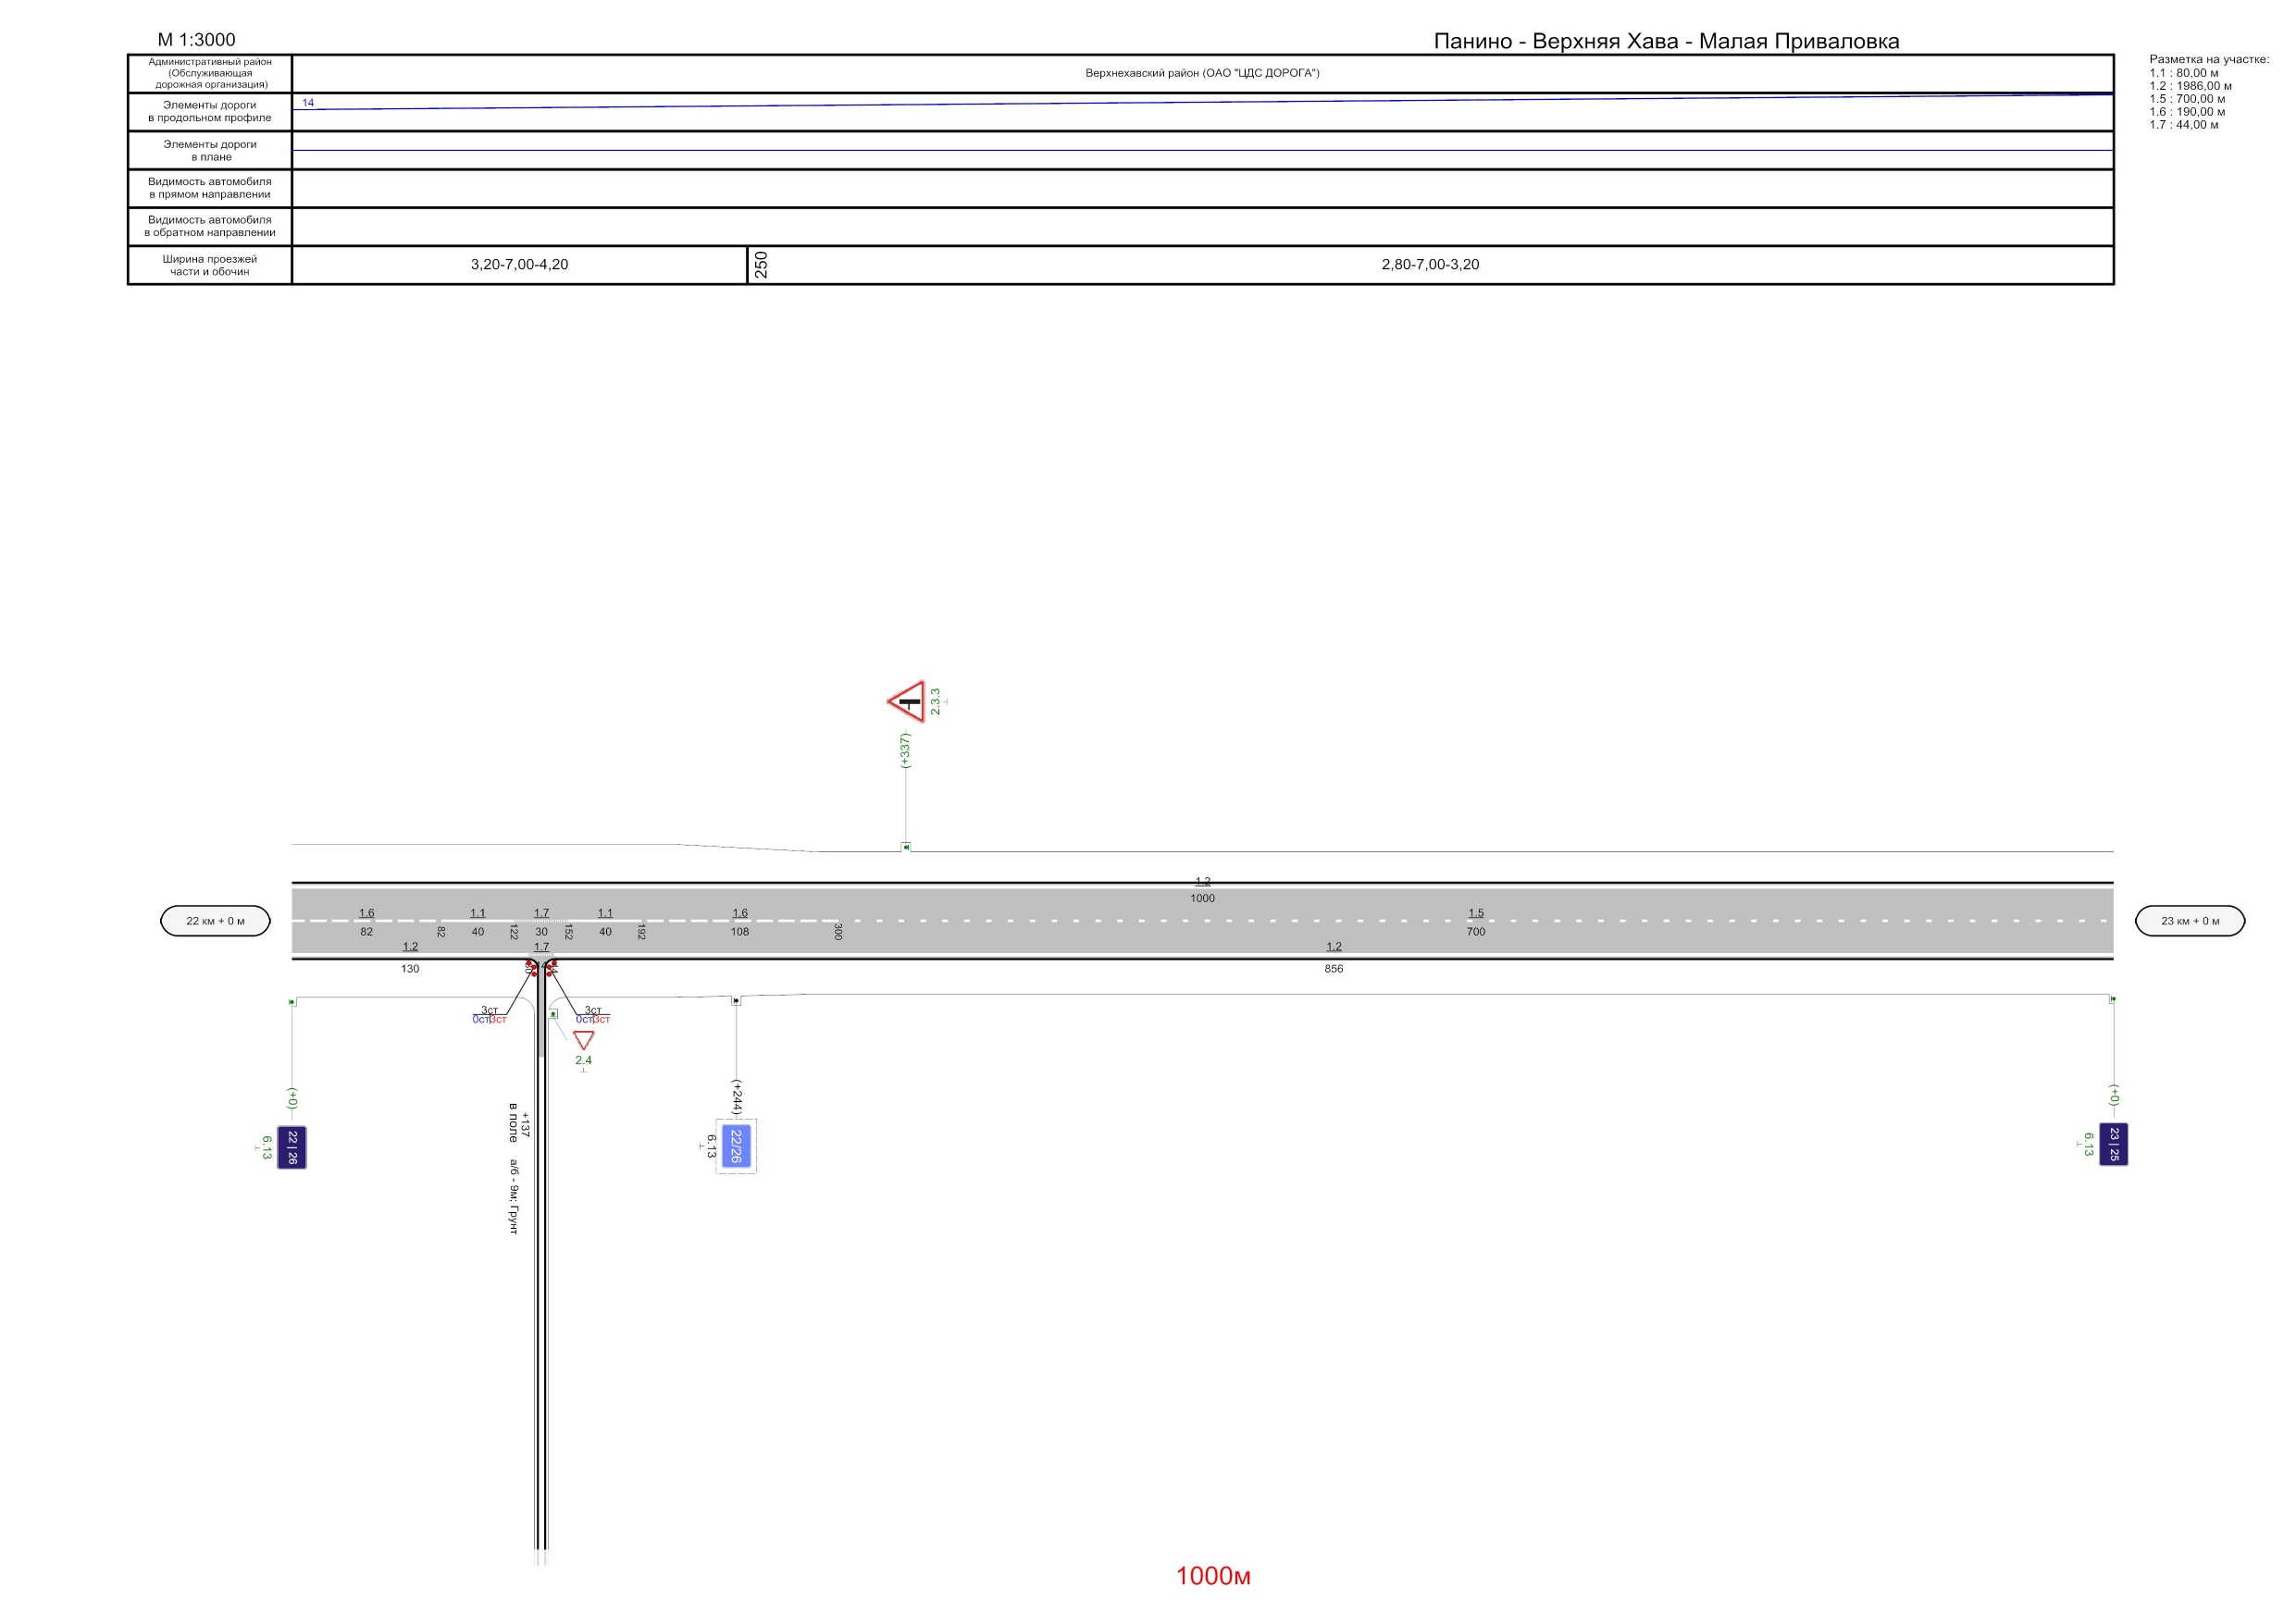 М 1:3000
Панино - Верхняя Хава - Малая Приваловка
Административный район
(Обслуживающая
дорожная организация)
Верхнехавский район (ОАО "ЦДС ДОРОГА")
Элементы дороги
в продольном профиле
14
Элементы дороги
в плане
Видимость автомобиля
в прямом направлении
Видимость автомобиля
в обратном направлении
Ширина проезжей
части и обочин
3,20-7,00-4,20
250
2,80-7,00-3,20
Разметка на участке:
1.1 : 80,00 м
1.2 : 1986,00 м
1.5 : 700,00 м
1.6 : 190,00 м
1.7 : 44,00 м
2.3.3
(+337)
1.2
1000
22 км + 0 м
1.6
82
82
1.1
40
122
1.7
30
152
1.1
40
192
1.6
108
300
1.5
700
23 км + 0 м
1.2
130
1.7
1.2
856
3ст
0ст/3ст
3ст
0ст/3ст
2.4
(+0)
22 | 26
6.13
+137
в поле а/б - 9м; Грунт
(+244)
22/26
6.13
(+0)
23 | 25
6.13
1000м